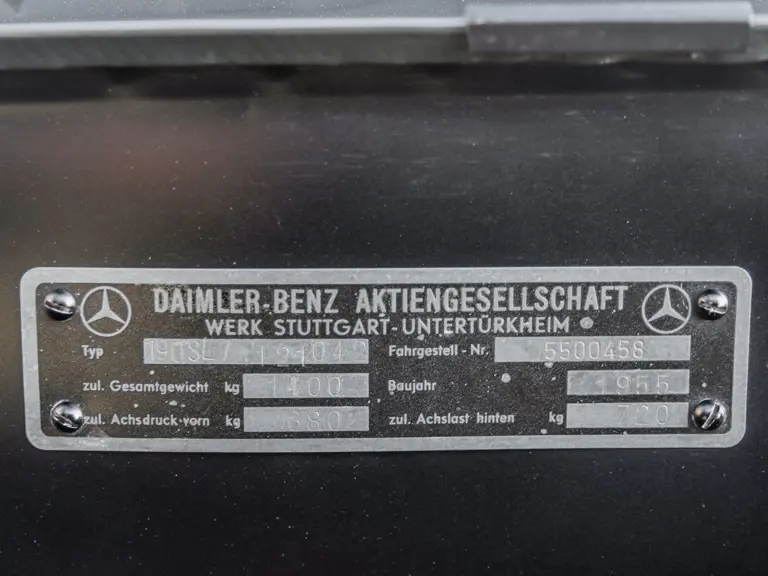 DAIMLER-BENZ AKTIENGESELLSCHAFT
WERK STUTTGART-UNTERTÜRKHEIM
Typ 190SL / 121042 Fahrgestell-Nr. 5500458
zul. Gesamtgewicht kg 1400 Baujahr 1955
zul. Achsdruck vorn kg 680 zul. Achslast hinten kg 720